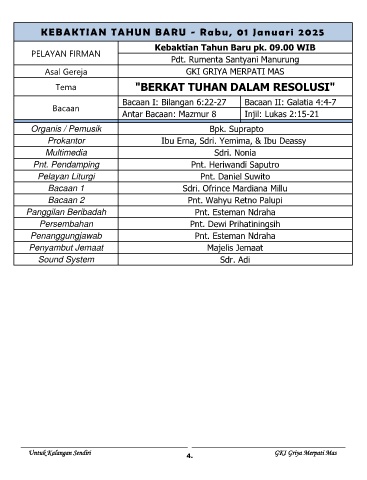 KEBAKTIAN TAHUN BARU - Rabu, 01 Januari 2025
PELAYAN FIRMAN
Kebaktian Tahun Baru pk. 09.00 WIB
Pdt. Rumenta Santyani Manurung
Asal Gereja GKI GRIYA MERPATI MAS
Tema "BERKAT TUHAN DALAM RESOLUSI"
Bacaan
Bacaan I: Bilangan 6:22-27 Bacaan II: Galatia 4:4-7
Antar Bacaan: Mazmur 8 Injil: Lukas 2:15-21
Organis / Pemusik Bpk. Suprapto
Prokantor Ibu Erna, Sdri. Yemima, & Ibu Deassy
Multimedia Sdri. Nonia
Pnt. Pendamping Pnt. Heriwandi Saputro
Pelayan Liturgi Pnt. Daniel Suwito
Bacaan 1 Sdri. Ofrince Mardiana Millu
Bacaan 2 Pnt. Wahyu Retno Palupi
Panggilan Beribadah Pnt. Esteman Ndraha
Persembahan Pnt. Dewi Prihatiningsih
Penanggungjawab Pnt. Esteman Ndraha
Penyambut Jemaat Majelis Jemaat
Sound System Sdr. Adi
Untuk Kalangan Sendiri 4. GKI Griya Merpati Mas